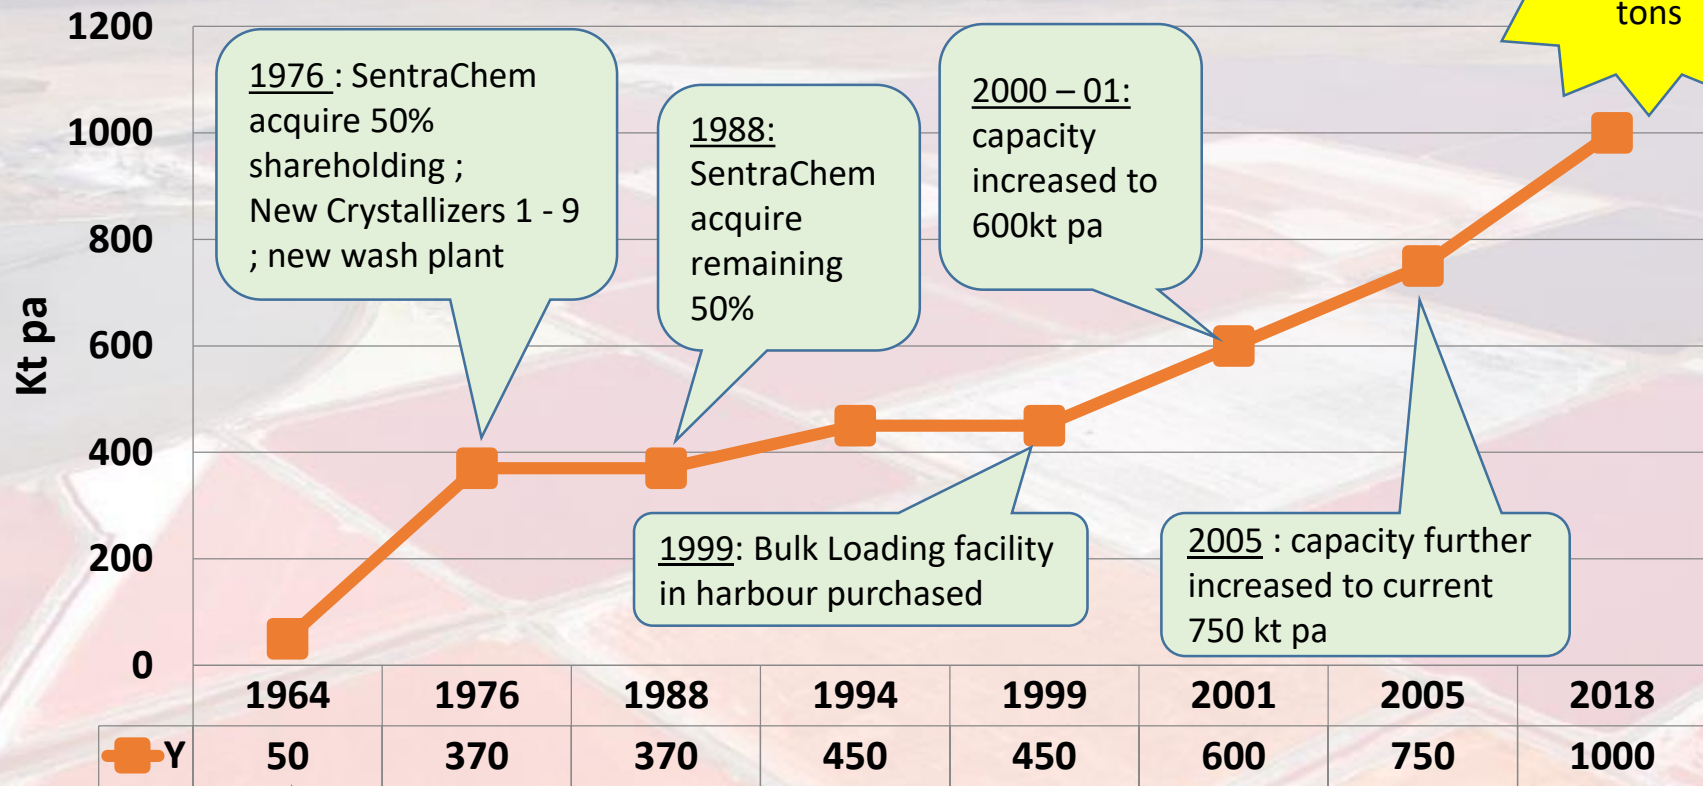 tons
1200
1000
800
600
400
200
0
Kt pa
1976 : SentraChem
acquire 50%
shareholding ;
New Crystallizers 1 - 9
; new wash plant
1988:
SentraChem
acquire
remaining
50%
2000 – 01:
capacity
increased to
600kt pa
1999: Bulk Loading facility
in harbour purchased
2005 : capacity further
increased to current
750 kt pa
1964 1976 1988 1994 1999 2001 2005 2018
Y 50 370 370 450 450 600 750 1000